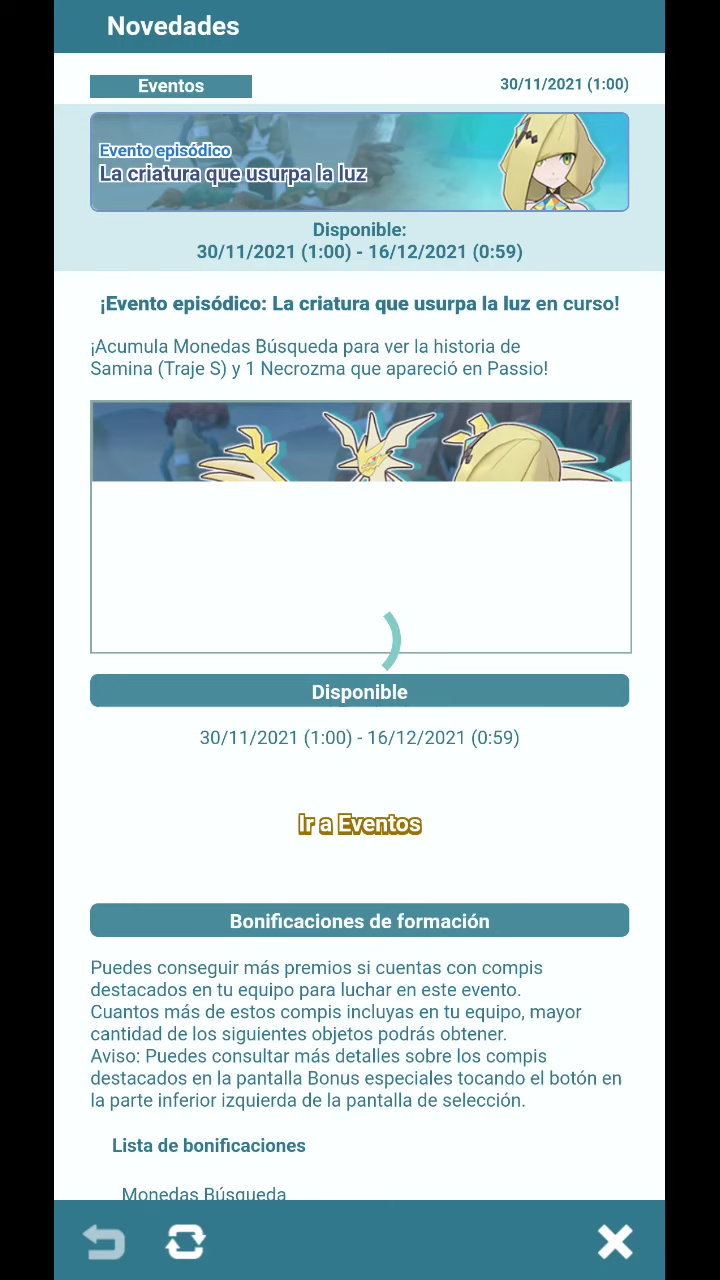 Novedades
Eventos
30/11/2021 (1:00)
Evento episódico
La criatura que usurpa la luz
Disponible:
30/11/2021 (1:00) - 16/12/2021 (0:59)
¡Evento episódico: La criatura que usurpa la luz en curso!
¡Acumula Monedas Búsqueda para ver la historia de
Samina (Traje S) y 1 Necrozma que apareció en Passio!
Disponible
30/11/2021 (1:00) - 16/12/2021 (0:59)
Ir a Eventos
Bonificaciones de formación
Puedes conseguir más premios si cuentas con compis
destacados en tu equipo para luchar en este evento.
Cuantos más de estos compis incluyas en tu equipo, mayor
cantidad de los siguientes objetos podrás obtener.
Aviso: Puedes consultar más detalles sobre los compis
destacados en la pantalla Bonus especiales tocando el botón en
la parte inferior izquierda de la pantalla de selección.
Lista de bonificaciones
Monedas Búsqueda